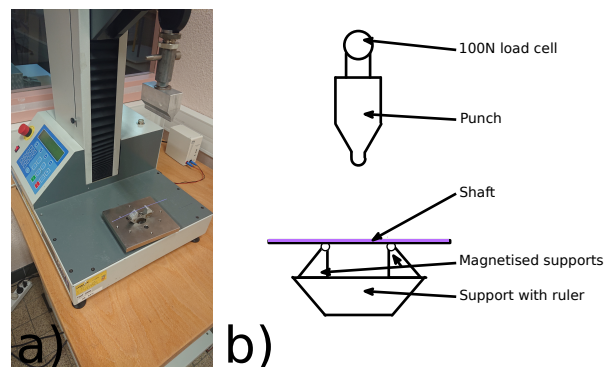 100N load cell
Punch
Shaft
Magnetised supports
Support with ruler
a)
b)